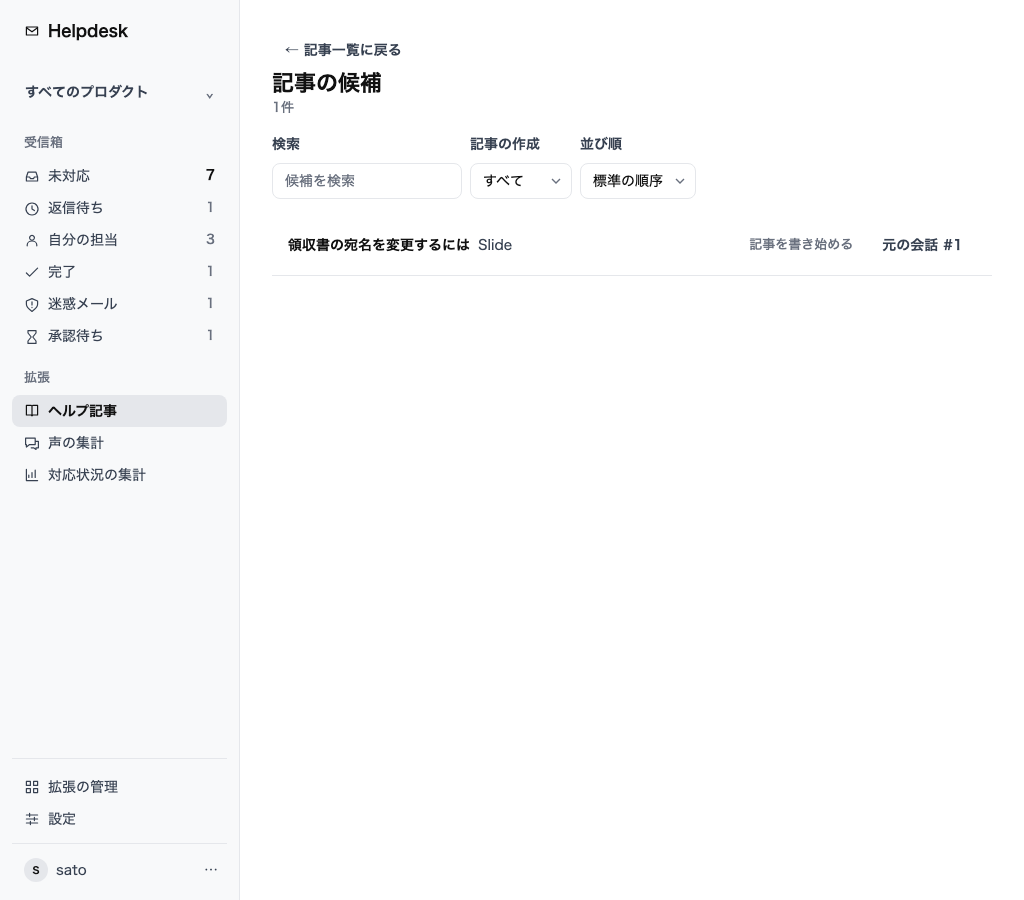 Helpdesk
すべてのプロダクト
受信箱
未対応 7
返信待ち 1
自分の担当 3
完了 1
迷惑メール 1
承認待ち 1
拡張
ヘルプ記事
声の集計
対応状況の集計
拡張の管理
設定
S sato ···
← 記事一覧に戻る
記事の候補
1件
検索 記事の作成 並び順
候補を検索 すべて 標準の順序
領収書の宛名を変更するには Slide 記事を書き始める 元の会話 #1